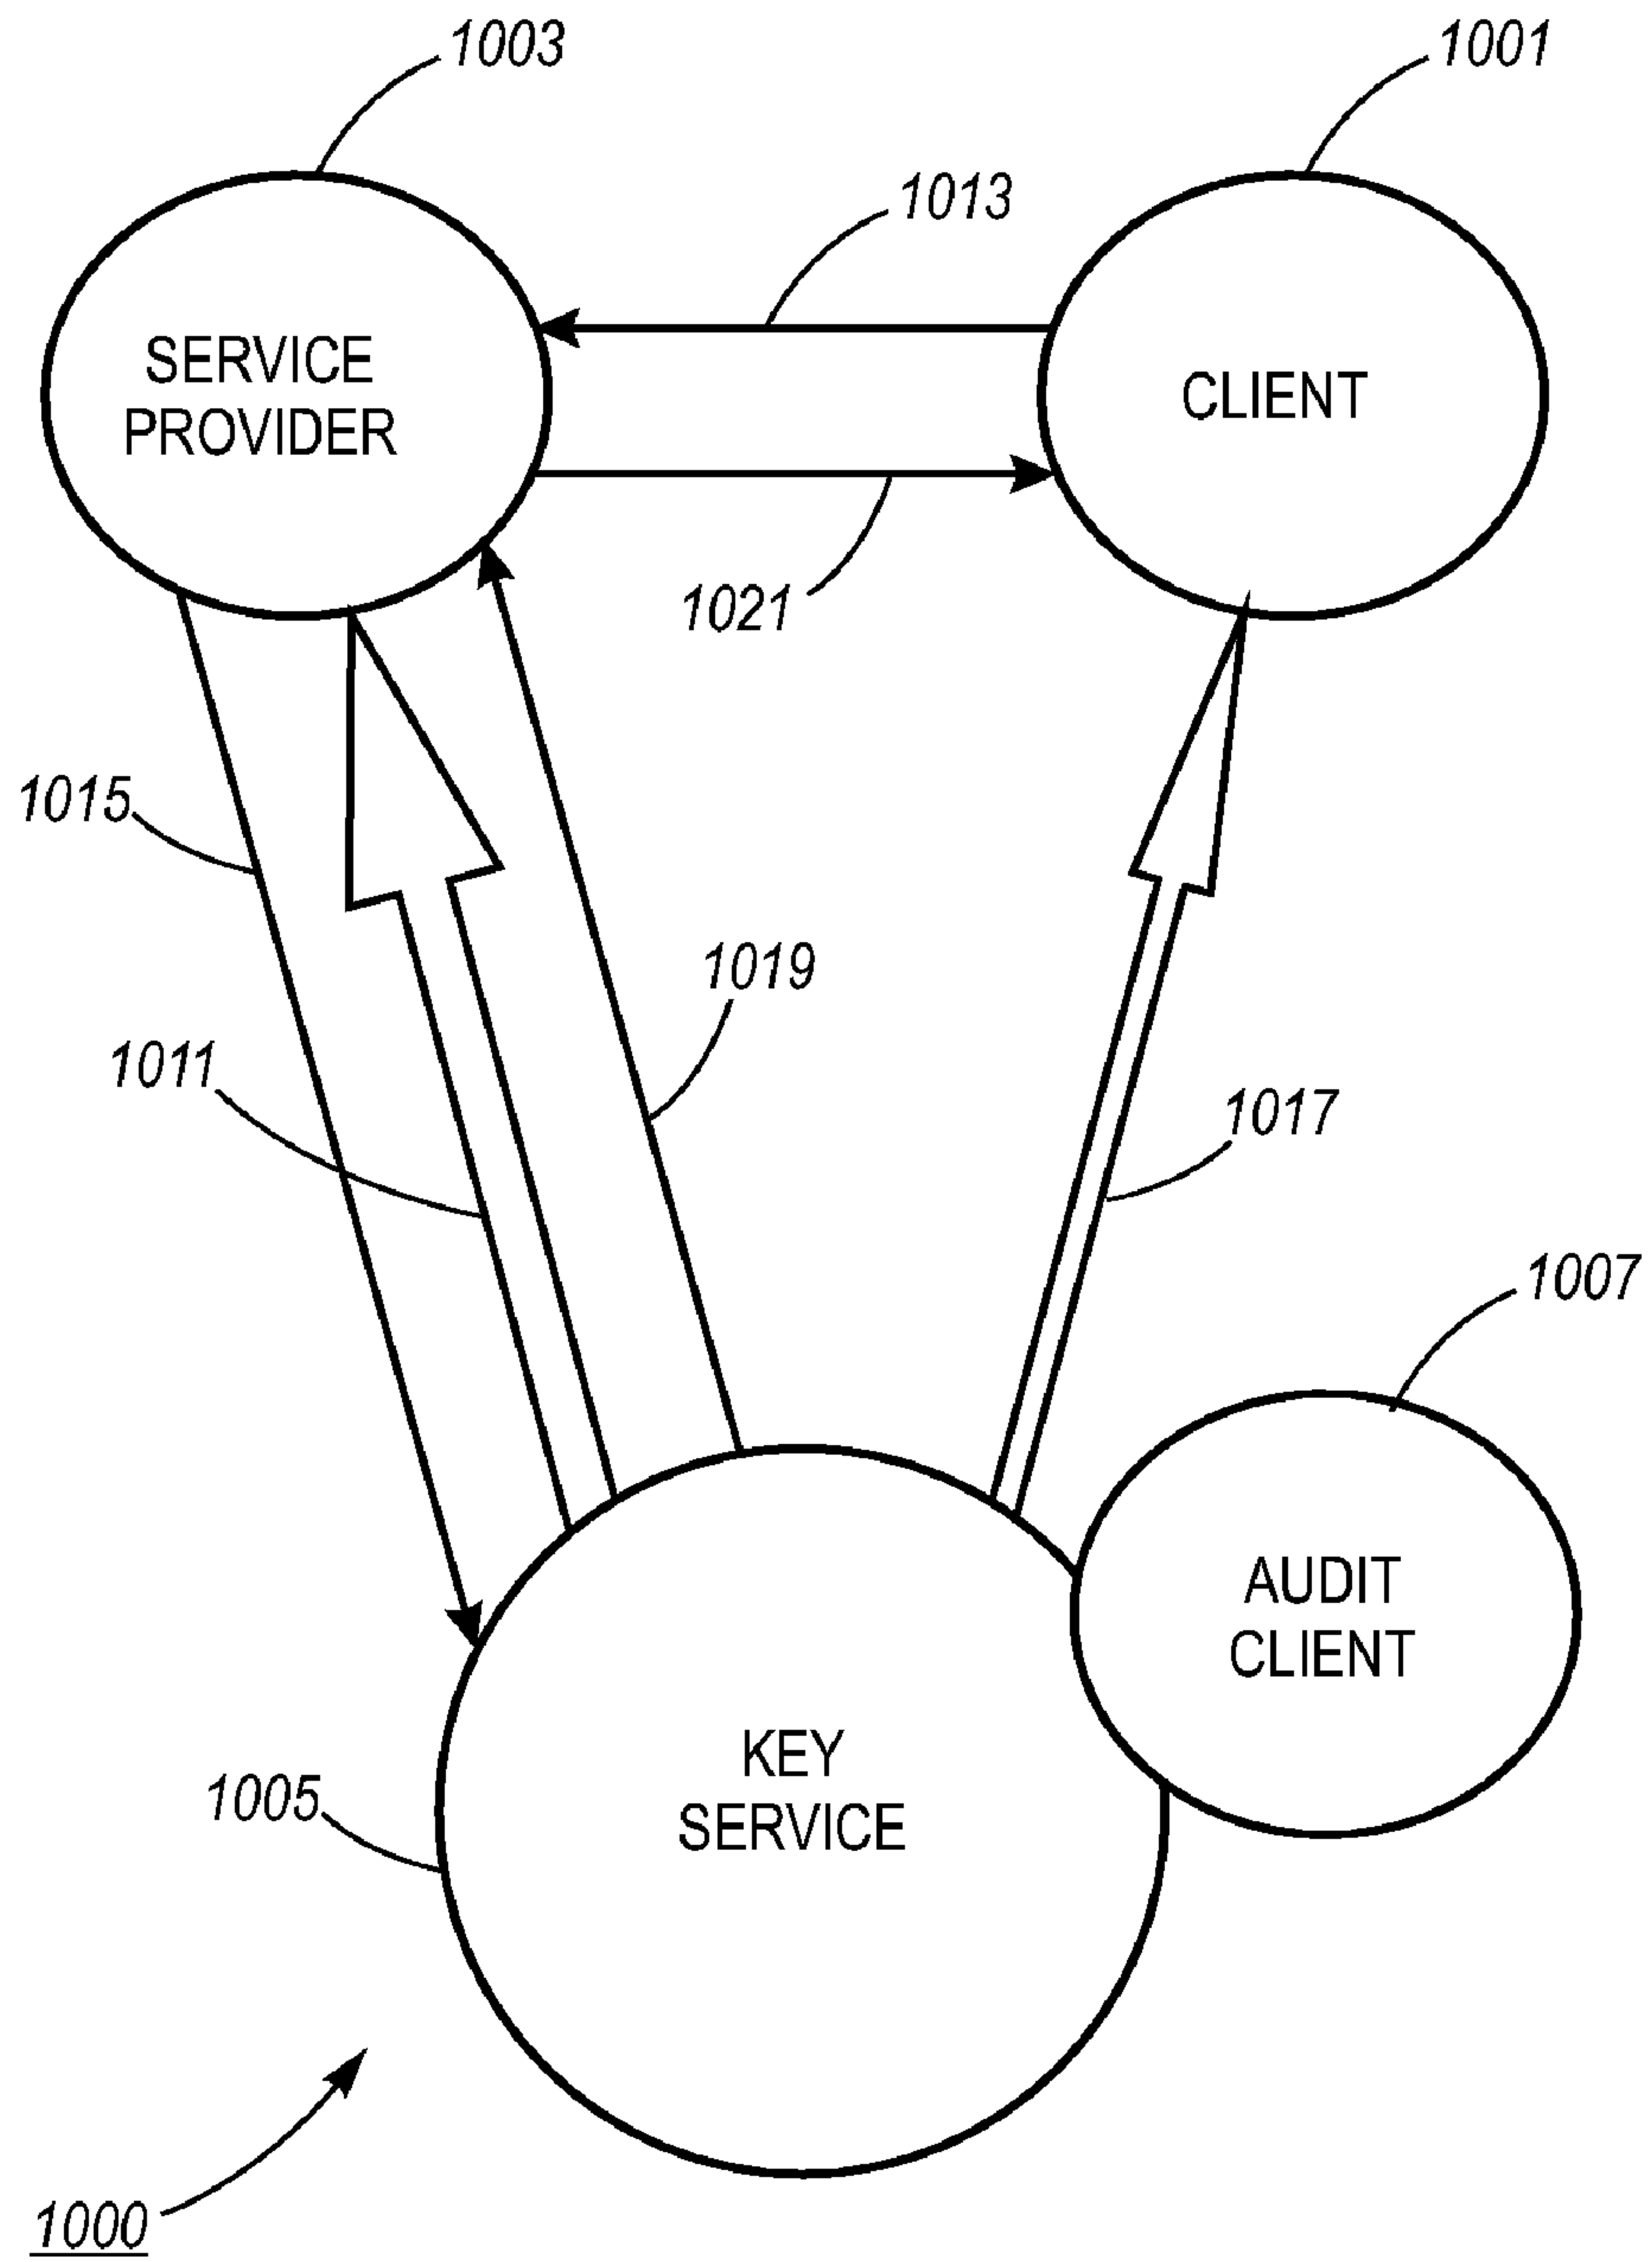 1003
1001
1013
SERVICE
PROVIDER
CLIENT
1021
1015
1019
1011
1017
1007
AUDIT
CLIENT
KEY
SERVICE
1005
1000